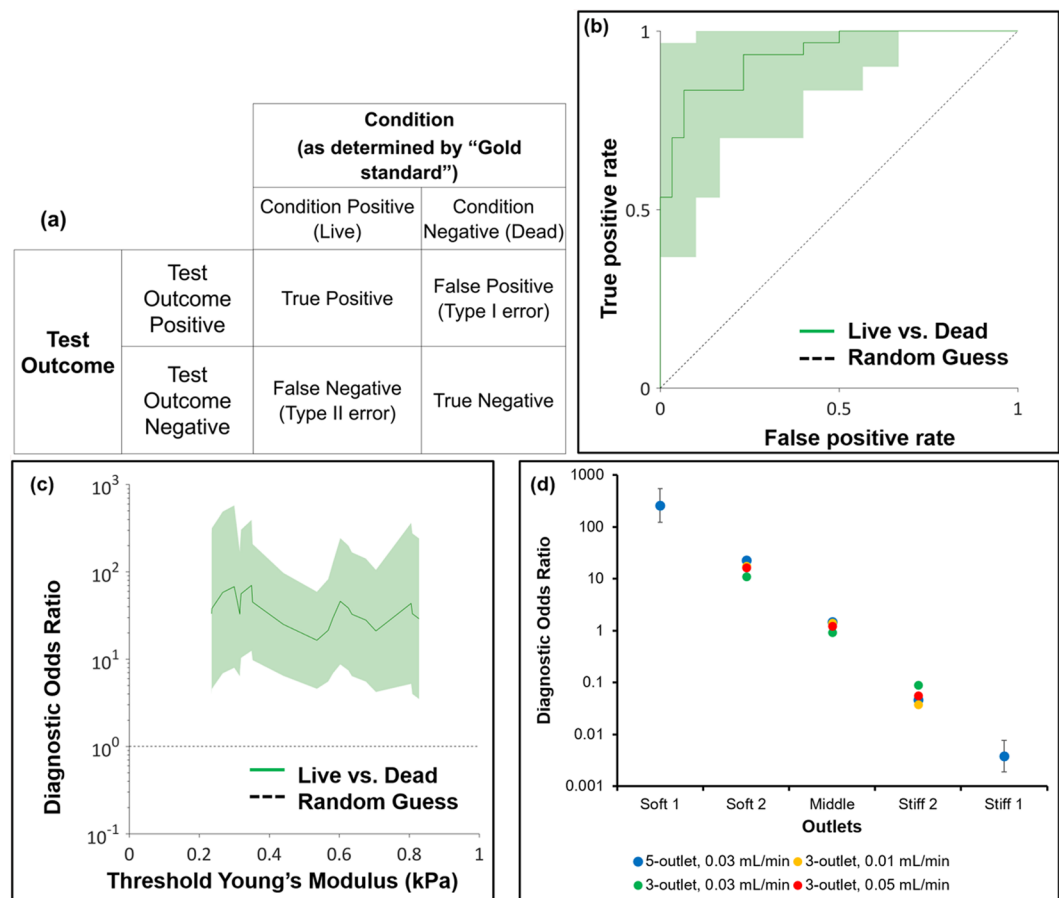 (a)
Condition
(as determined by “Gold
standard”)
Condition Positive
(Live)
Condition
Negative (Dead)
Test
Outcome
Test
Outcome
Positive
True Positive
False Positive
(Type I error)
Test
Outcome
Negative
False Negative
(Type II error)
True Negative
(b)
True positive rate
1
0.5
0
0
0.5
1
False positive rate
Live vs. Dead
Random Guess
(c)
Diagnostic Odds Ratio
10³
10²
10¹
10⁰
10⁻¹
0
0.2
0.4
0.6
0.8
1
Threshold Young’s Modulus (kPa)
Live vs. Dead
Random Guess
(d)
Diagnostic Odds Ratio
1000
100
10
1
0.1
0.01
0.001
Soft 1
Soft 2
Middle
Stiff 2
Stiff 1
Outlets
5-outlet, 0.03 mL/min
3-outlet, 0.01 mL/min
3-outlet, 0.03 mL/min
3-outlet, 0.05 mL/min